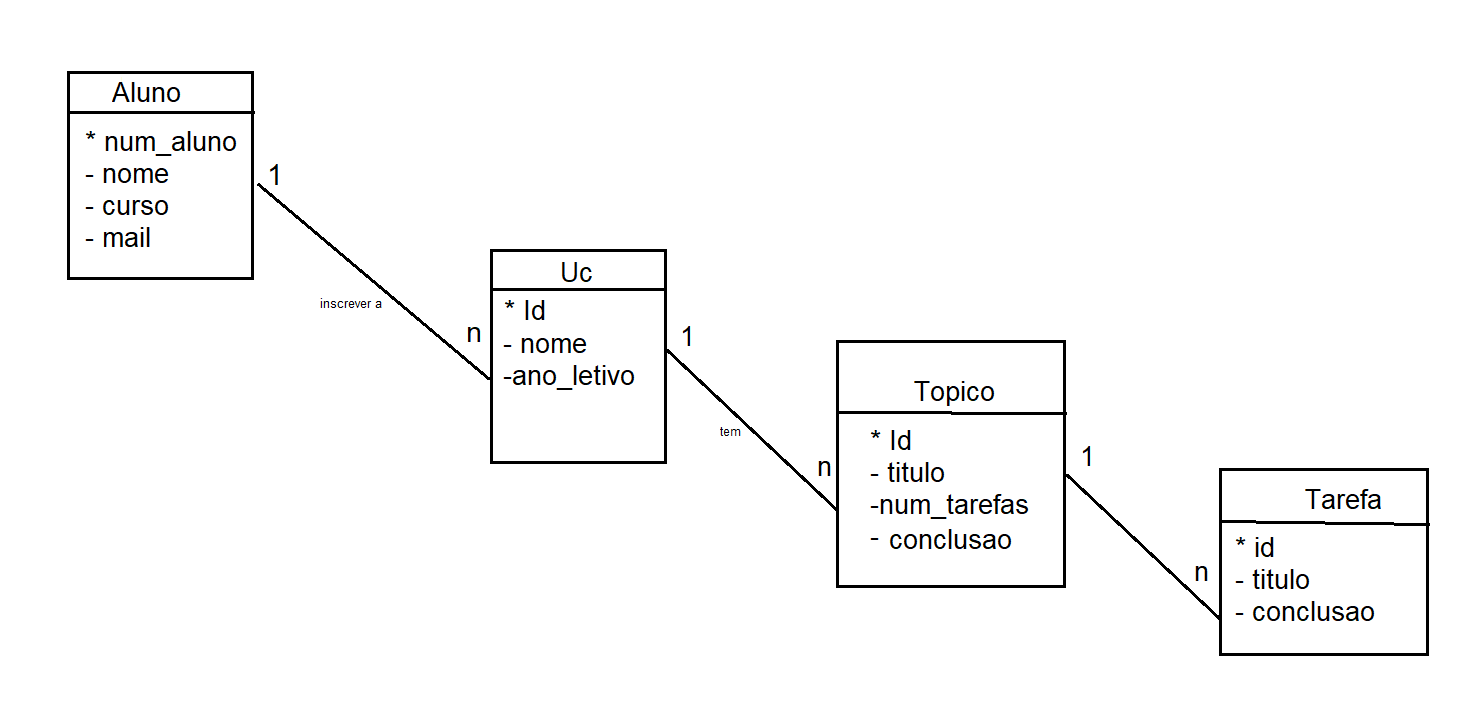 Aluno
* num_aluno
- nome
- curso
- mail
1
inscrever a
n
Uc
* Id
- nome
-ano_letivo
1
tem
n
Topico
* Id
- titulo
-num_tarefas
- conclusao
1
n
Tarefa
* id
- titulo
- conclusao